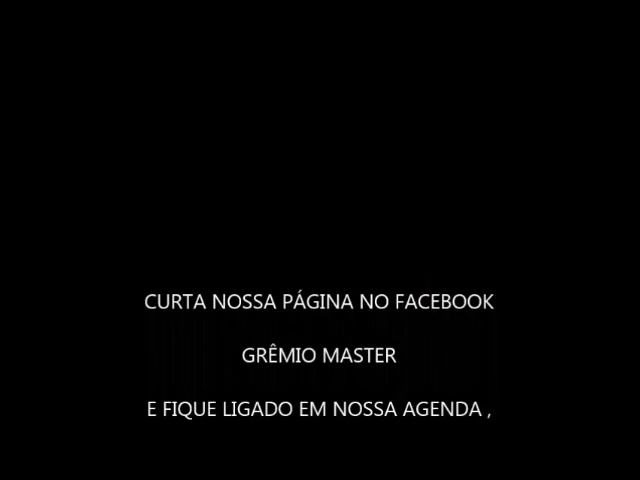 CURTA NOSSA PÁGINA NO FACEBOOK
GRÊMIO MASTER
E FIQUE LIGADO EM NOSSA AGENDA ,